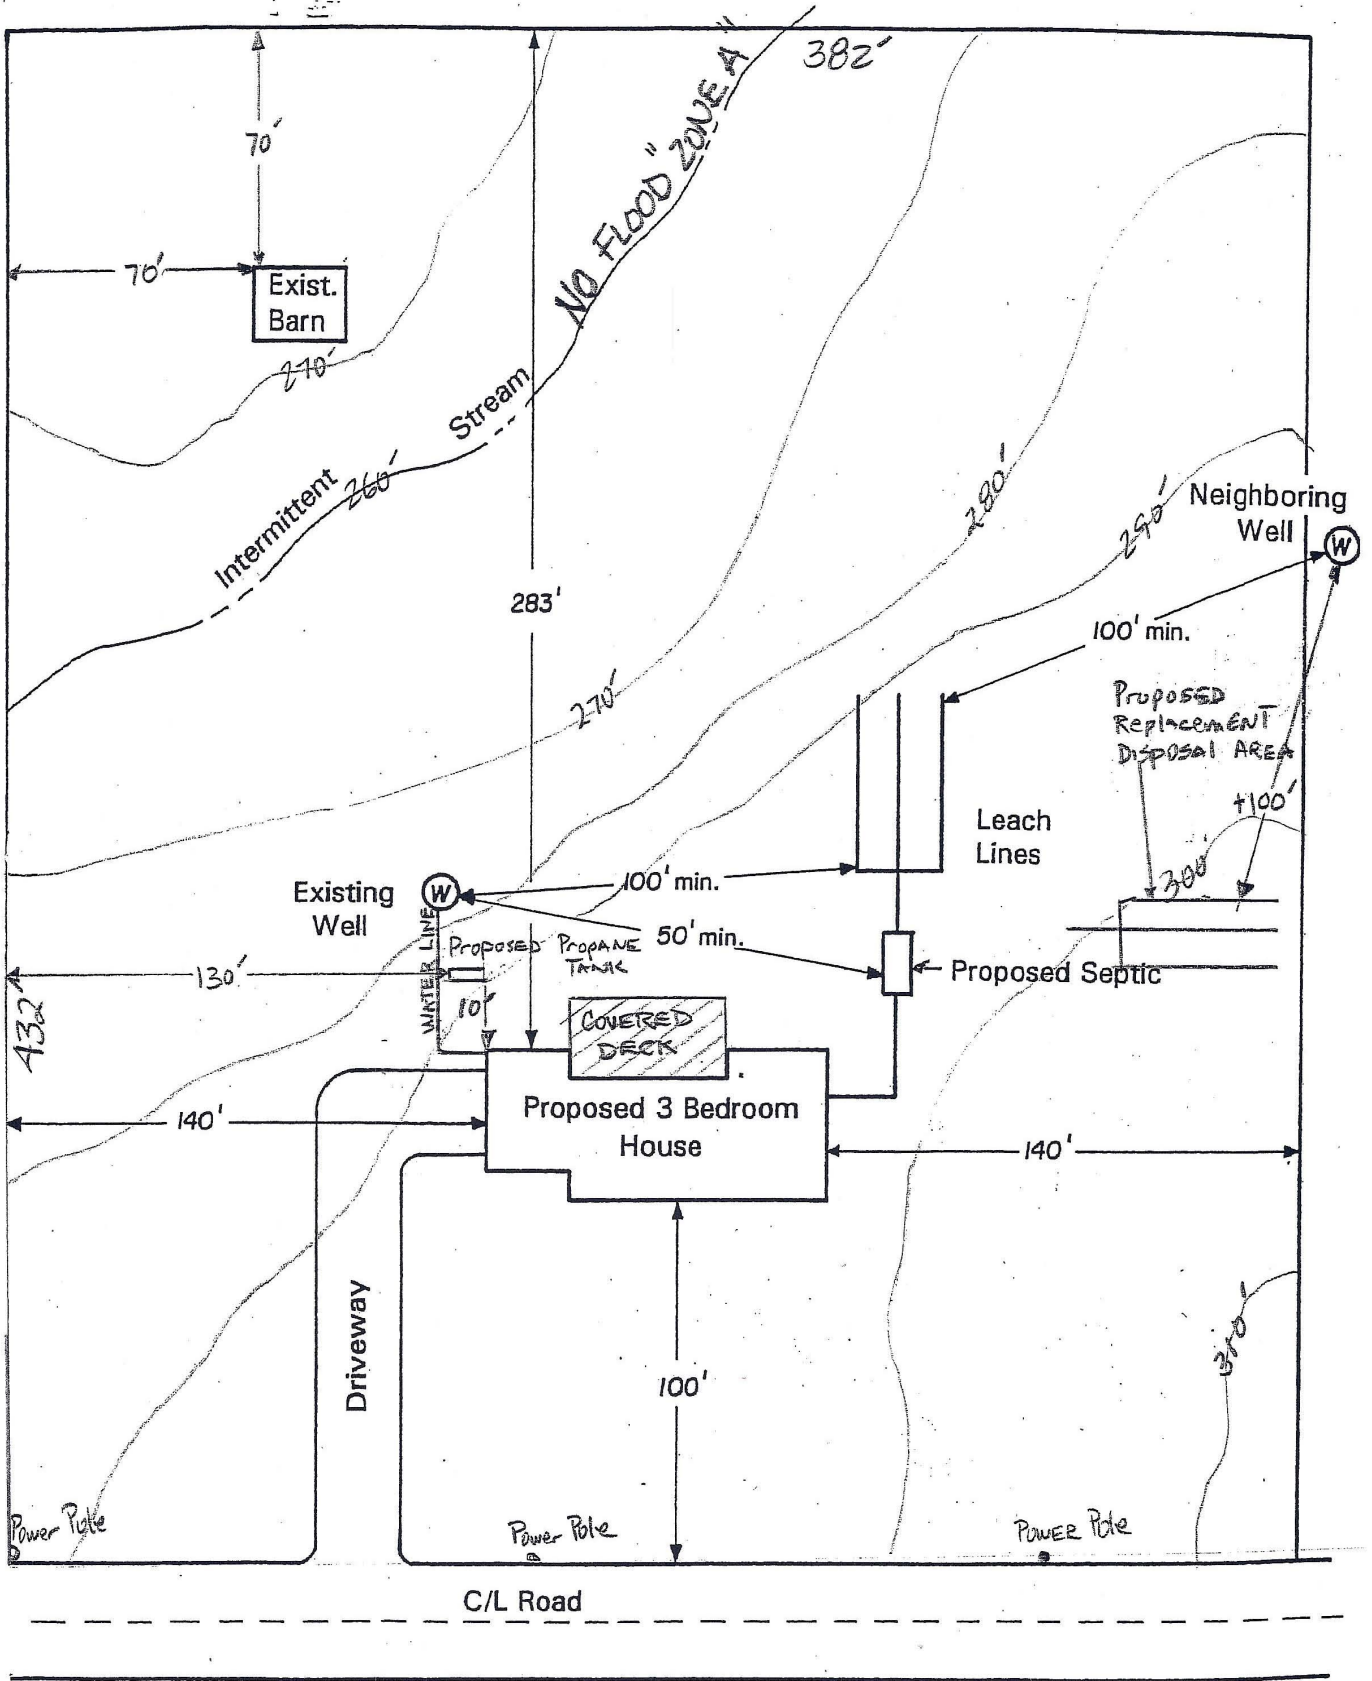 382'
NO FLOOD "ZONE A"
70'
70'
Exist.
Barn
270'
Stream
260'
Intermittent
280'
290'
Neighboring
Well
W
283'
100' min.
270'
Proposed
Replacement
Disposal Area
+100'
Leach
Lines
300'
Existing
Well
W
100' min.
50' min.
WATER LINE
Proposed Propane
Tank
130'
10'
Proposed Septic
432'
COVERED
DECK
Proposed 3 Bedroom
House
140'
140'
Driveway
100'
310'
Power Pole
Power Pole
Power Pole
C/L Road